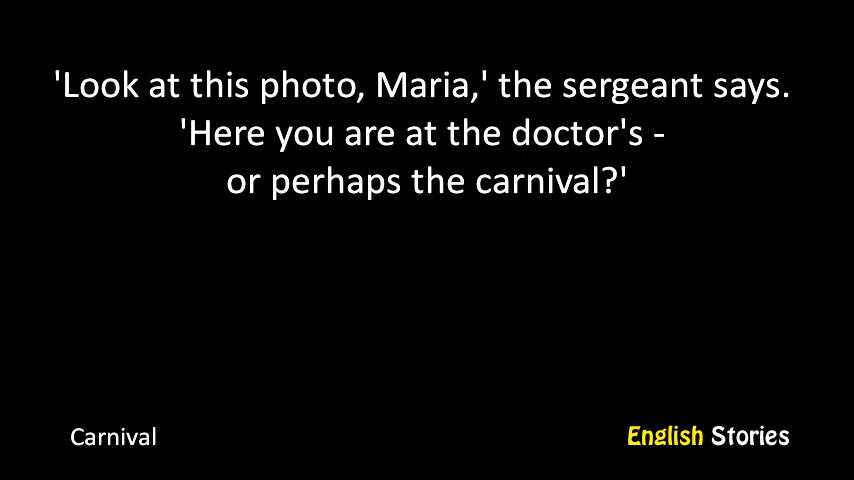 'Look at this photo, Maria,' the sergeant says.
'Here you are at the doctor's -
or perhaps the carnival?'
Carnival
English Stories